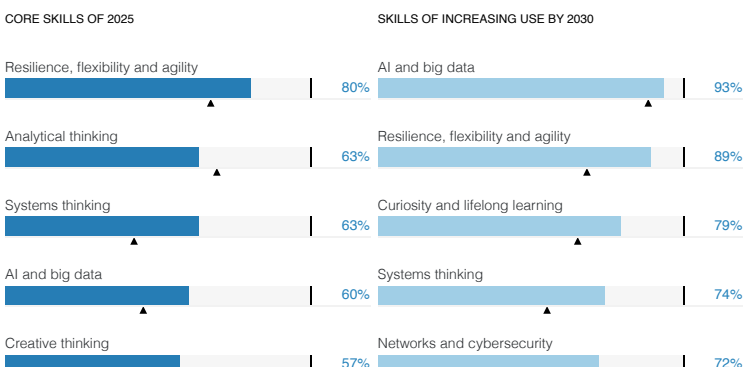 CORE SKILLS OF 2025
Resilience, flexibility and agility
80%
Analytical thinking
63%
Systems thinking
63%
AI and big data
60%
Creative thinking
57%
SKILLS OF INCREASING USE BY 2030
AI and big data
93%
Resilience, flexibility and agility
89%
Curiosity and lifelong learning
79%
Systems thinking
74%
Networks and cybersecurity
72%